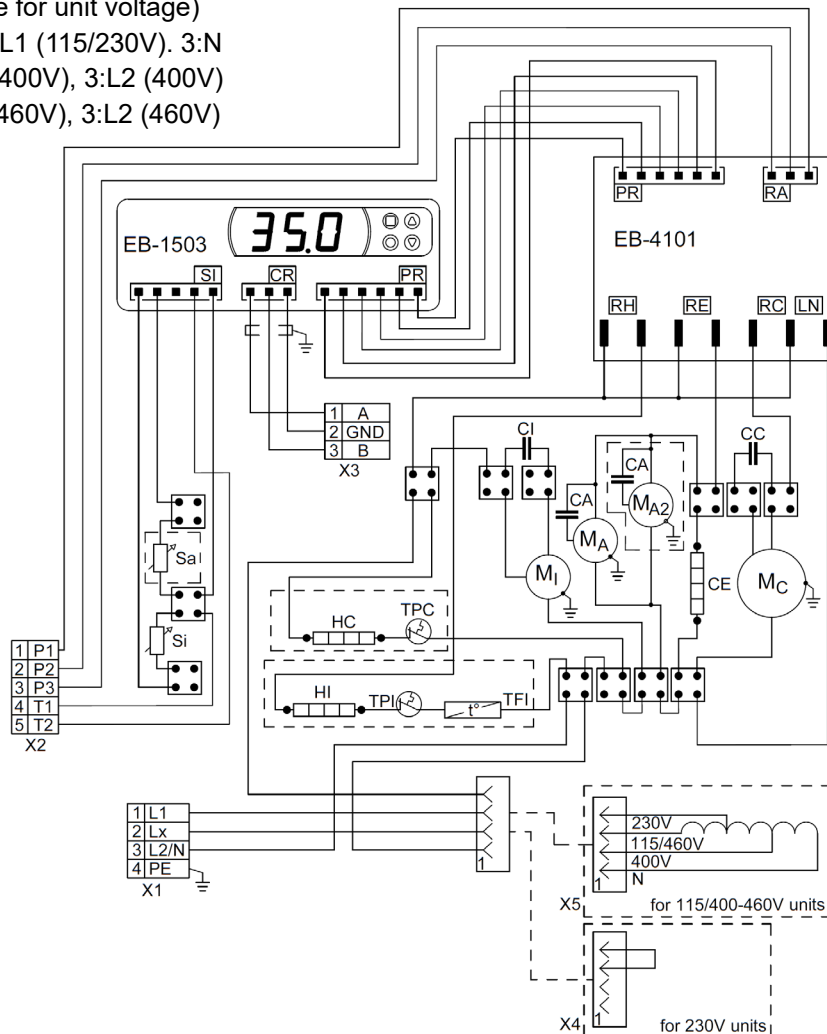 e for unit voltage)
L1 (115/230V). 3:N
400V), 3:L2 (400V)
460V), 3:L2 (460V)
PR
RA
EB-4101
RH
RE
RC
LN
EB-1503
35.0
SI
CR
PR
1 A
2 GND
3 B
X3
CI
CA
CA
CC
MA2
MA
MI
CE
MC
Sa
Si
HC
TPC
HI
TPI
t°
TFI
1 P1
2 P2
3 P3
4 T1
5 T2
X2
1 L1
2 Lx
3 L2/N
4 PE
X1
1
230V
115/460V
400V
N
1
X5
for 115/400-460V units
1
X4
for 230V units